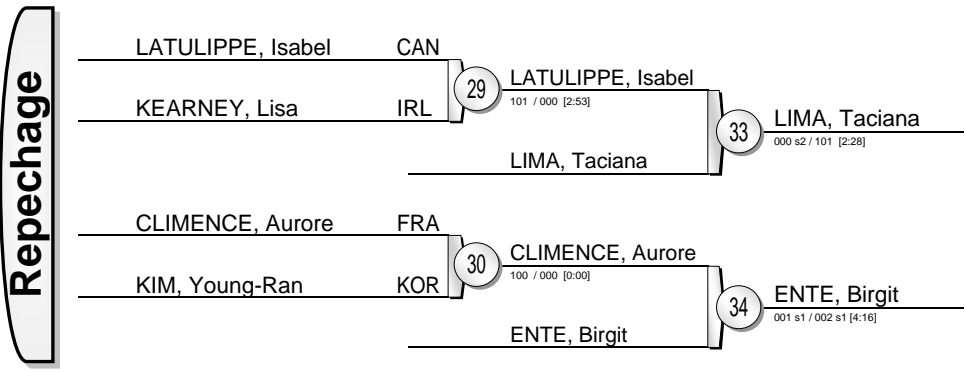 Repechage
LATULIPPE, Isabel CAN
KEARNEY, Lisa IRL
29
LATULIPPE, Isabel
101 / 000 [2:53]
LIMA, Taciana
33
LIMA, Taciana
000 s2 / 101 [2:28]
CLIMENCE, Aurore FRA
KIM, Young-Ran KOR
30
CLIMENCE, Aurore
100 / 000 [0:00]
ENTE, Birgit
34
ENTE, Birgit
001 s1 / 002 s1 [4:16]